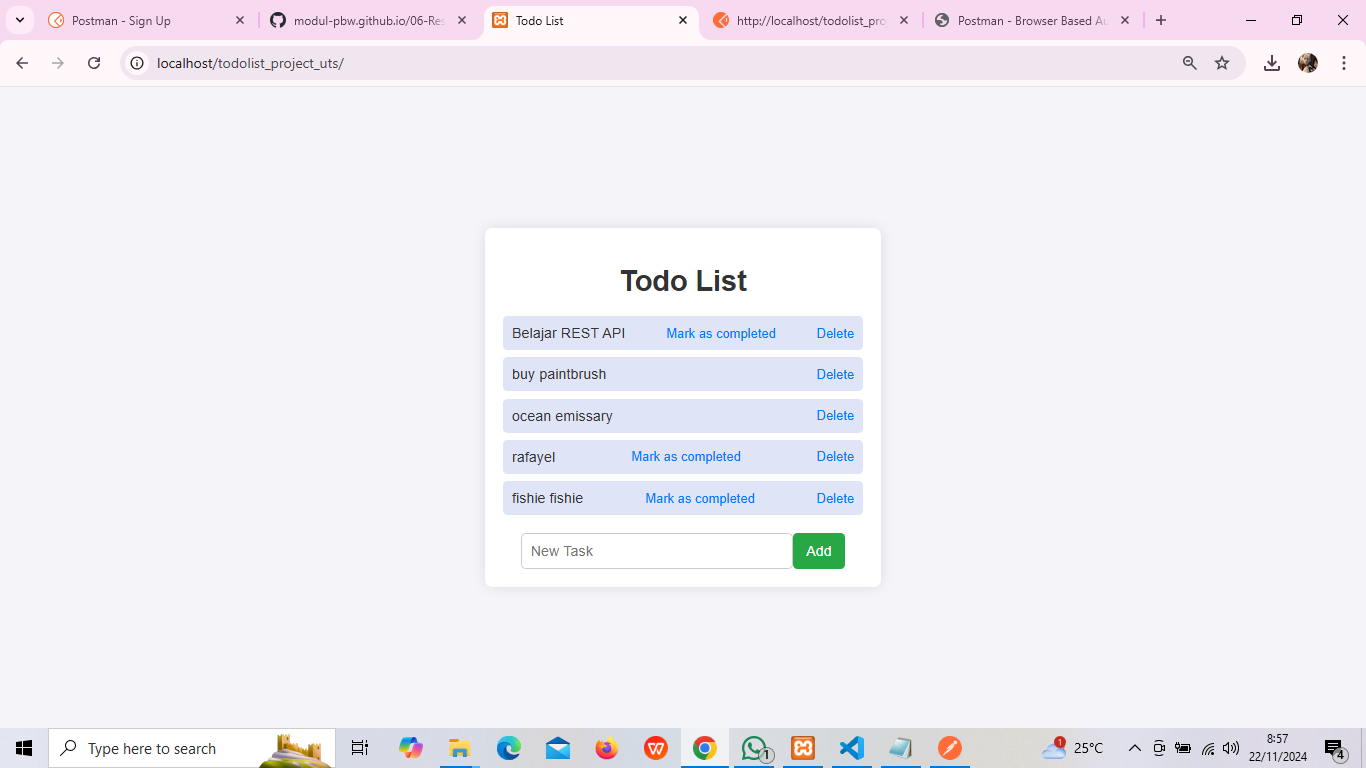 Postman - Sign Up
modul-pbw.github.io/06-Res
Todo List
http://localhost/todolist_pro
Postman - Browser Based Au
localhost/todolist_project_uts/
Todo List
Belajar REST API Mark as completed Delete
buy paintbrush Delete
ocean emissary Delete
rafayel Mark as completed Delete
fishie fishie Mark as completed Delete
New Task Add
Type here to search
1
1
25°C
8:57
22/11/2024
4